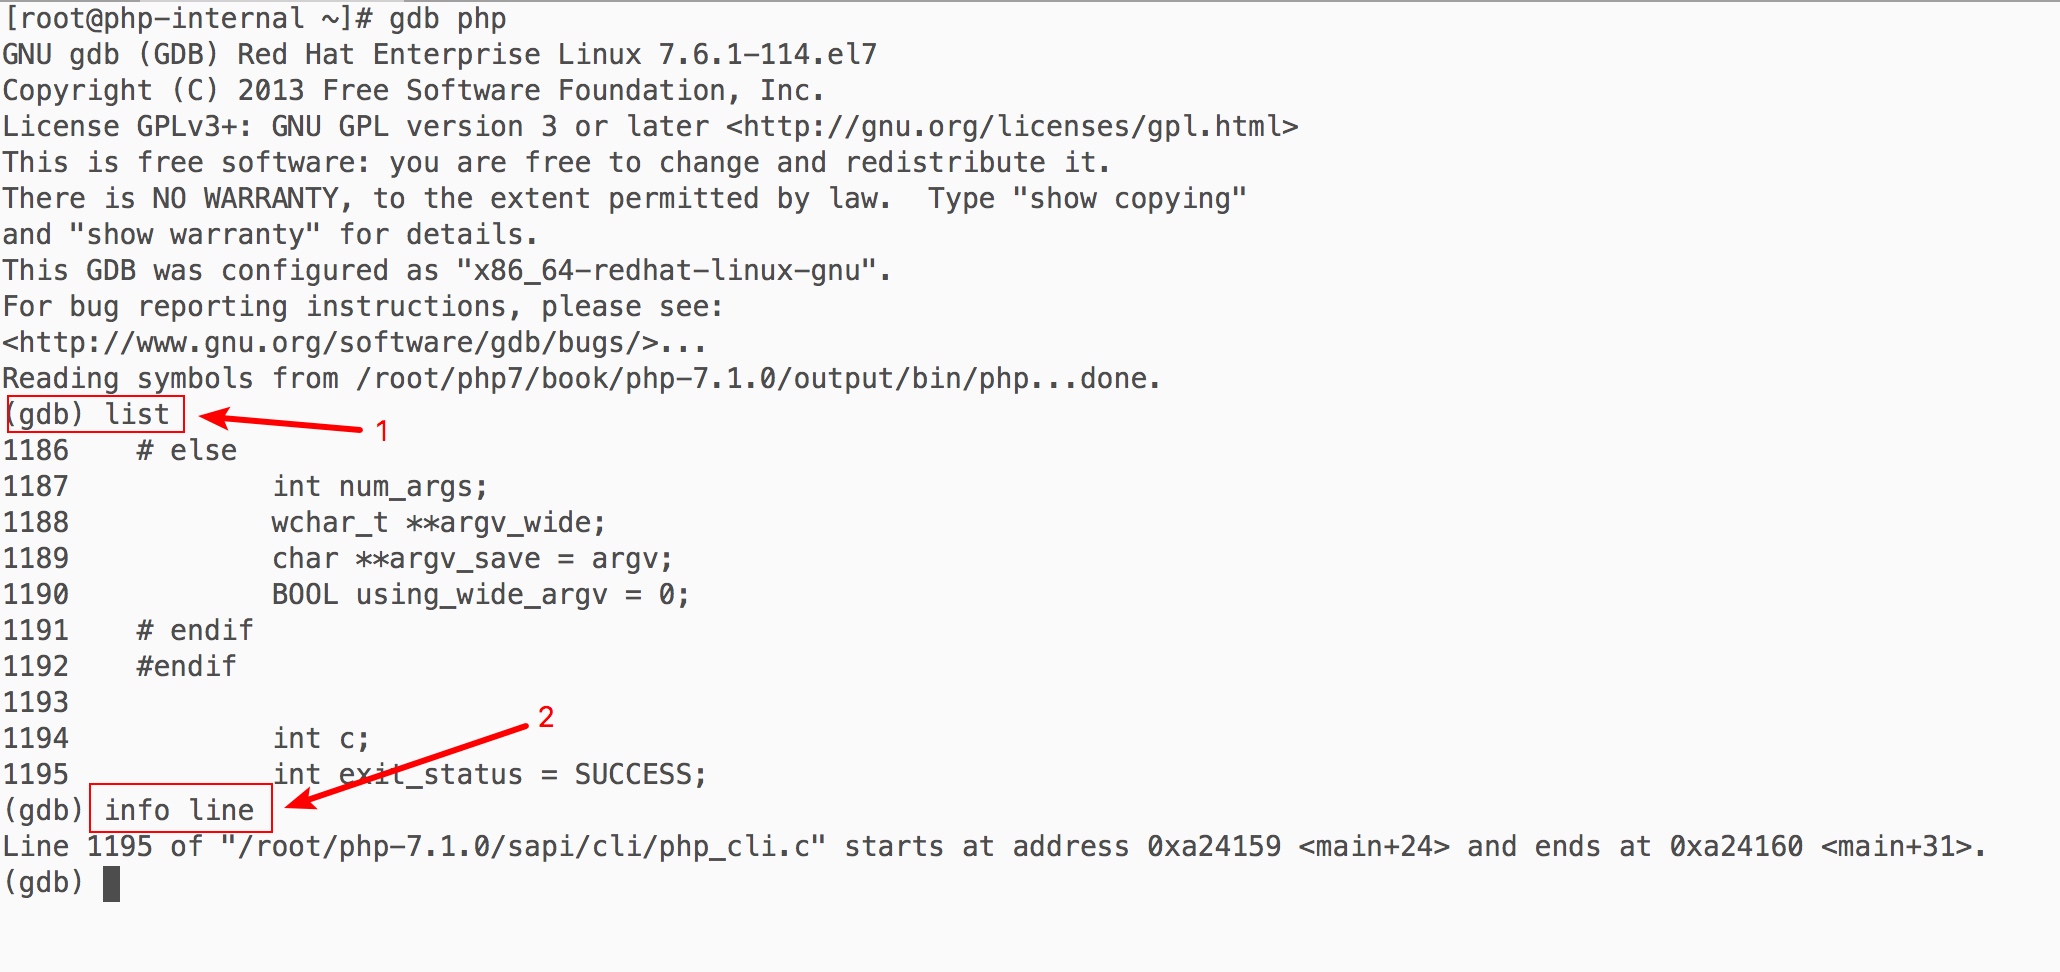 [root@php-internal ~]# gdb php
GNU gdb (GDB) Red Hat Enterprise Linux 7.6.1-114.el7
Copyright (C) 2013 Free Software Foundation, Inc.
License GPLv3+: GNU GPL version 3 or later <http://gnu.org/licenses/gpl.html>
This is free software: you are free to change and redistribute it.
There is NO WARRANTY, to the extent permitted by law.  Type "show copying"
and "show warranty" for details.
This GDB was configured as "x86_64-redhat-linux-gnu".
For bug reporting instructions, please see:
<http://www.gnu.org/software/gdb/bugs/>...
Reading symbols from /root/php7/book/php-7.1.0/output/bin/php...done.
(gdb) list
1
1186    # else
1187            int num_args;
1188            wchar_t **argv_wide;
1189            char **argv_save = argv;
1190            BOOL using_wide_argv = 0;
1191    # endif
1192    #endif
1193
2
1194            int c;
1195            int exit_status = SUCCESS;
(gdb) info line
Line 1195 of "/root/php-7.1.0/sapi/cli/php_cli.c" starts at address 0xa24159 <main+24> and ends at 0xa24160 <main+31>.
(gdb)